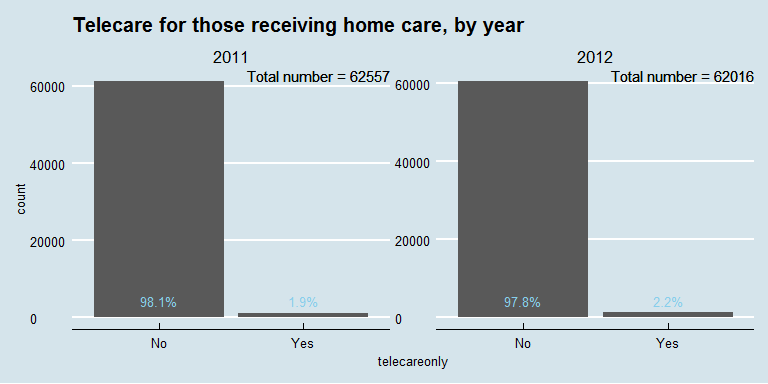 Telecare for those receiving home care, by year
2011
2012
Total number = 62557
Total number = 62016
count
60000
40000
20000
0
60000
40000
20000
0
98.1%
1.9%
97.8%
2.2%
No
Yes
No
Yes
telecareonly